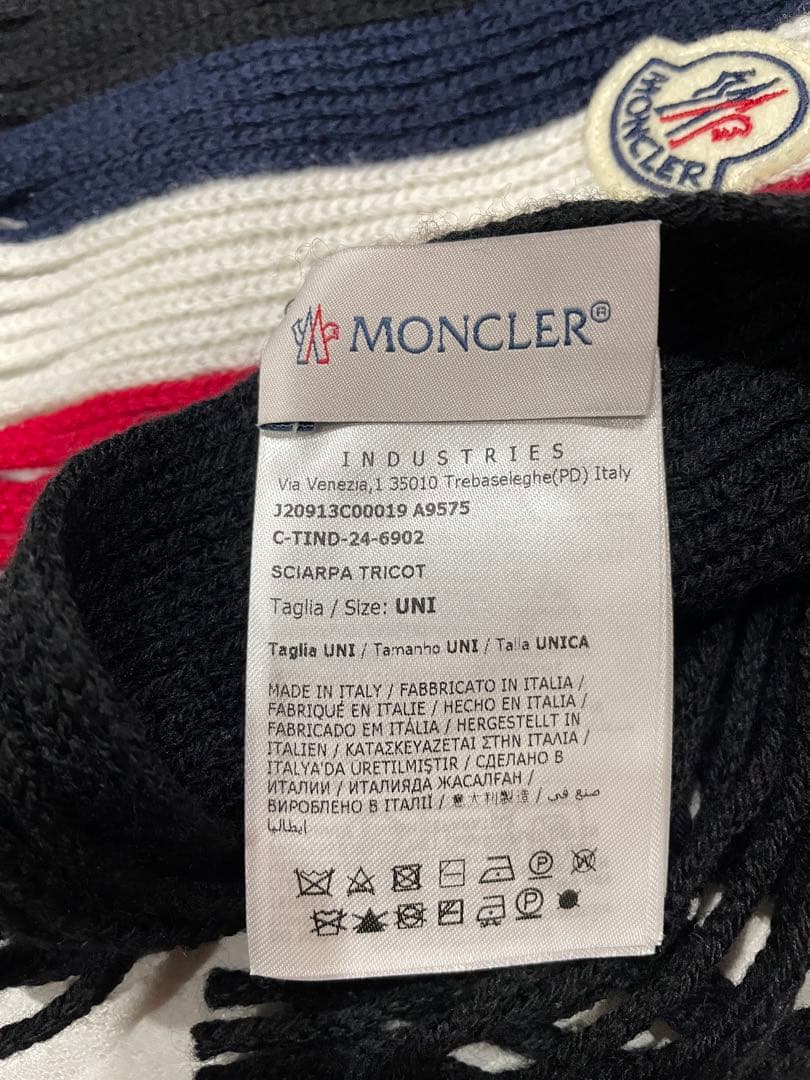 MONCLER
MONCLER®
INDUSTRIES
Via Venezia,1 35010 Trebaseleghe(PD) Italy
J20913C00019 A9575
C-TIND-24-6902
SCIARPA TRICOT
Taglia / Size: UNI
Taglia UNI / Tamanho UNI / Talla UNICA
MADE IN ITALY / FABBRICATO IN ITALIA /
FABRIQUÉ EN ITALIE / HECHO EN ITALIA /
FABRICADO EM ITÁLIA / HERGESTELLT IN
ITALIEN / ΚΑΤΑΣΚΕΥΑΖΕΤΑΙ ΣΤΗΝ ΙΤΑΛΙΑ /
ITALYA'DA ÜRETILMIŞTIR / СДЕЛАНО В
ИТАЛИИ / ИТАЛИЯДА ЖАСАЛҒАН /
ВИРОБЛЕНО В ІТАЛІЇ / 意大利製造 / صنع في
إيطاليا
P
W
P